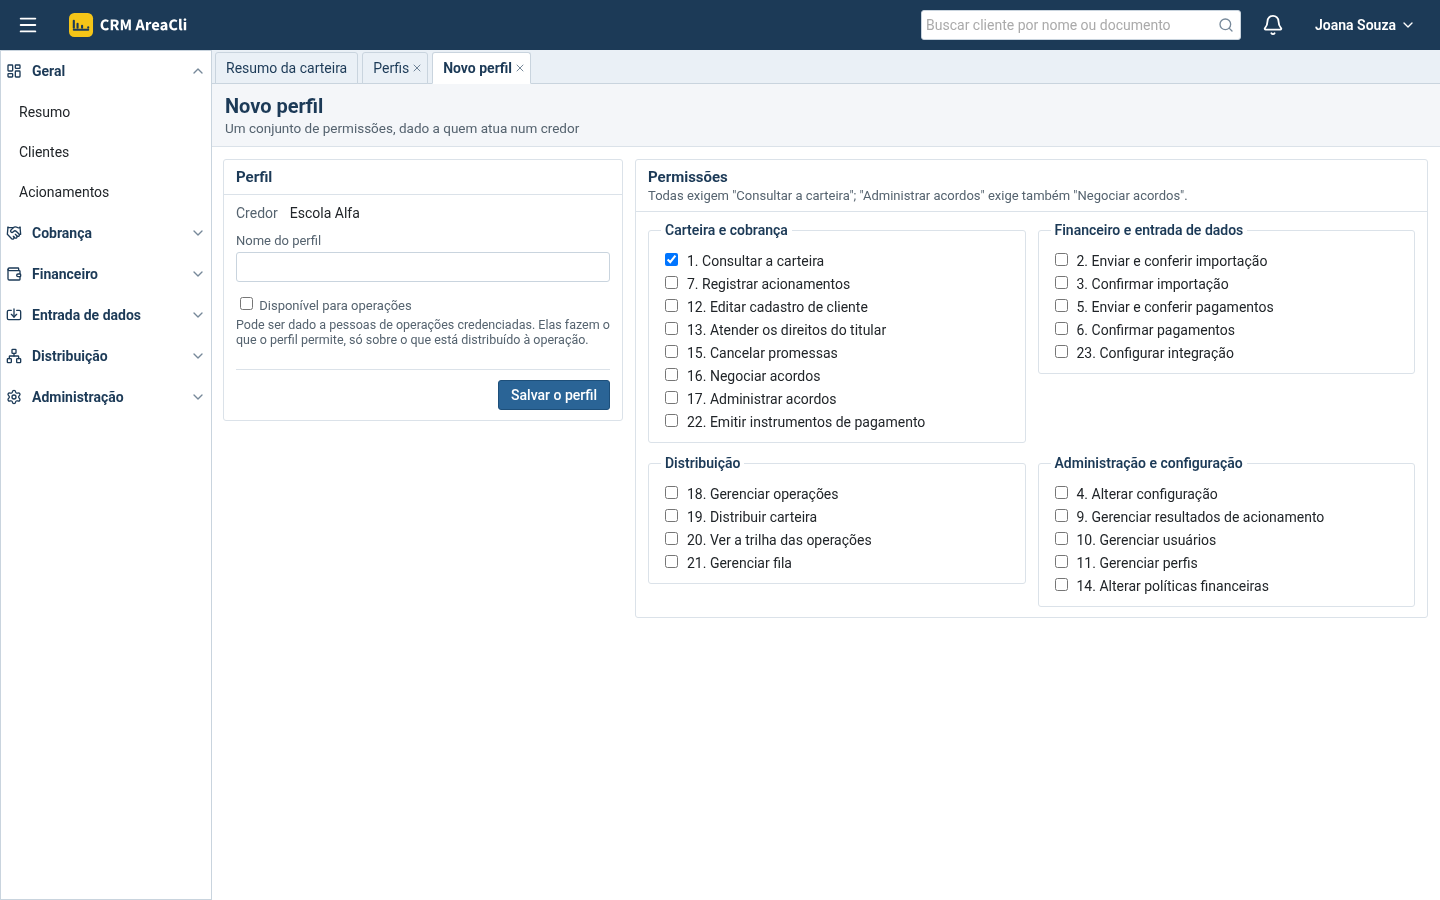 CRM AreaCli
Buscar cliente por nome ou documento
Joana Souza
Geral
Resumo
Clientes
Acionamentos
Cobrança
Financeiro
Entrada de dados
Distribuição
Administração
Resumo da carteira
Perfis
Novo perfil
Novo perfil
Um conjunto de permissões, dado a quem atua num credor
Perfil
Credor Escola Alfa
Nome do perfil
Disponível para operações
Pode ser dado a pessoas de operações credenciadas. Elas fazem o
que o perfil permite, só sobre o que está distribuído à operação.
Salvar o perfil
Permissões
Todas exigem "Consultar a carteira"; "Administrar acordos" exige também "Negociar acordos".
Carteira e cobrança
1. Consultar a carteira
7. Registrar acionamentos
12. Editar cadastro de cliente
13. Atender os direitos do titular
15. Cancelar promessas
16. Negociar acordos
17. Administrar acordos
22. Emitir instrumentos de pagamento
Financeiro e entrada de dados
2. Enviar e conferir importação
3. Confirmar importação
5. Enviar e conferir pagamentos
6. Confirmar pagamentos
23. Configurar integração
Distribuição
18. Gerenciar operações
19. Distribuir carteira
20. Ver a trilha das operações
21. Gerenciar fila
Administração e configuração
4. Alterar configuração
9. Gerenciar resultados de acionamento
10. Gerenciar usuários
11. Gerenciar perfis
14. Alterar políticas financeiras